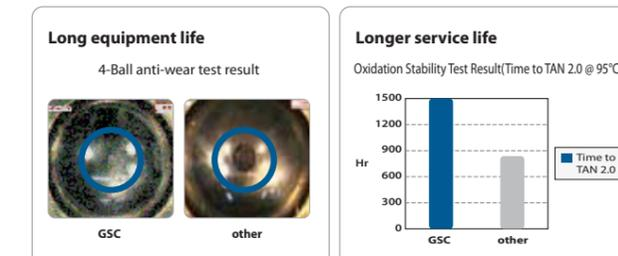 Long equipment life
4-Ball anti-wear test result
GSC
other
Longer service life
Oxidation Stability Test Result(Time to TAN 2.0 @ 95°C
1500
1200
900
Hr
600
300
0
GSC
other
Time to
TAN 2.0